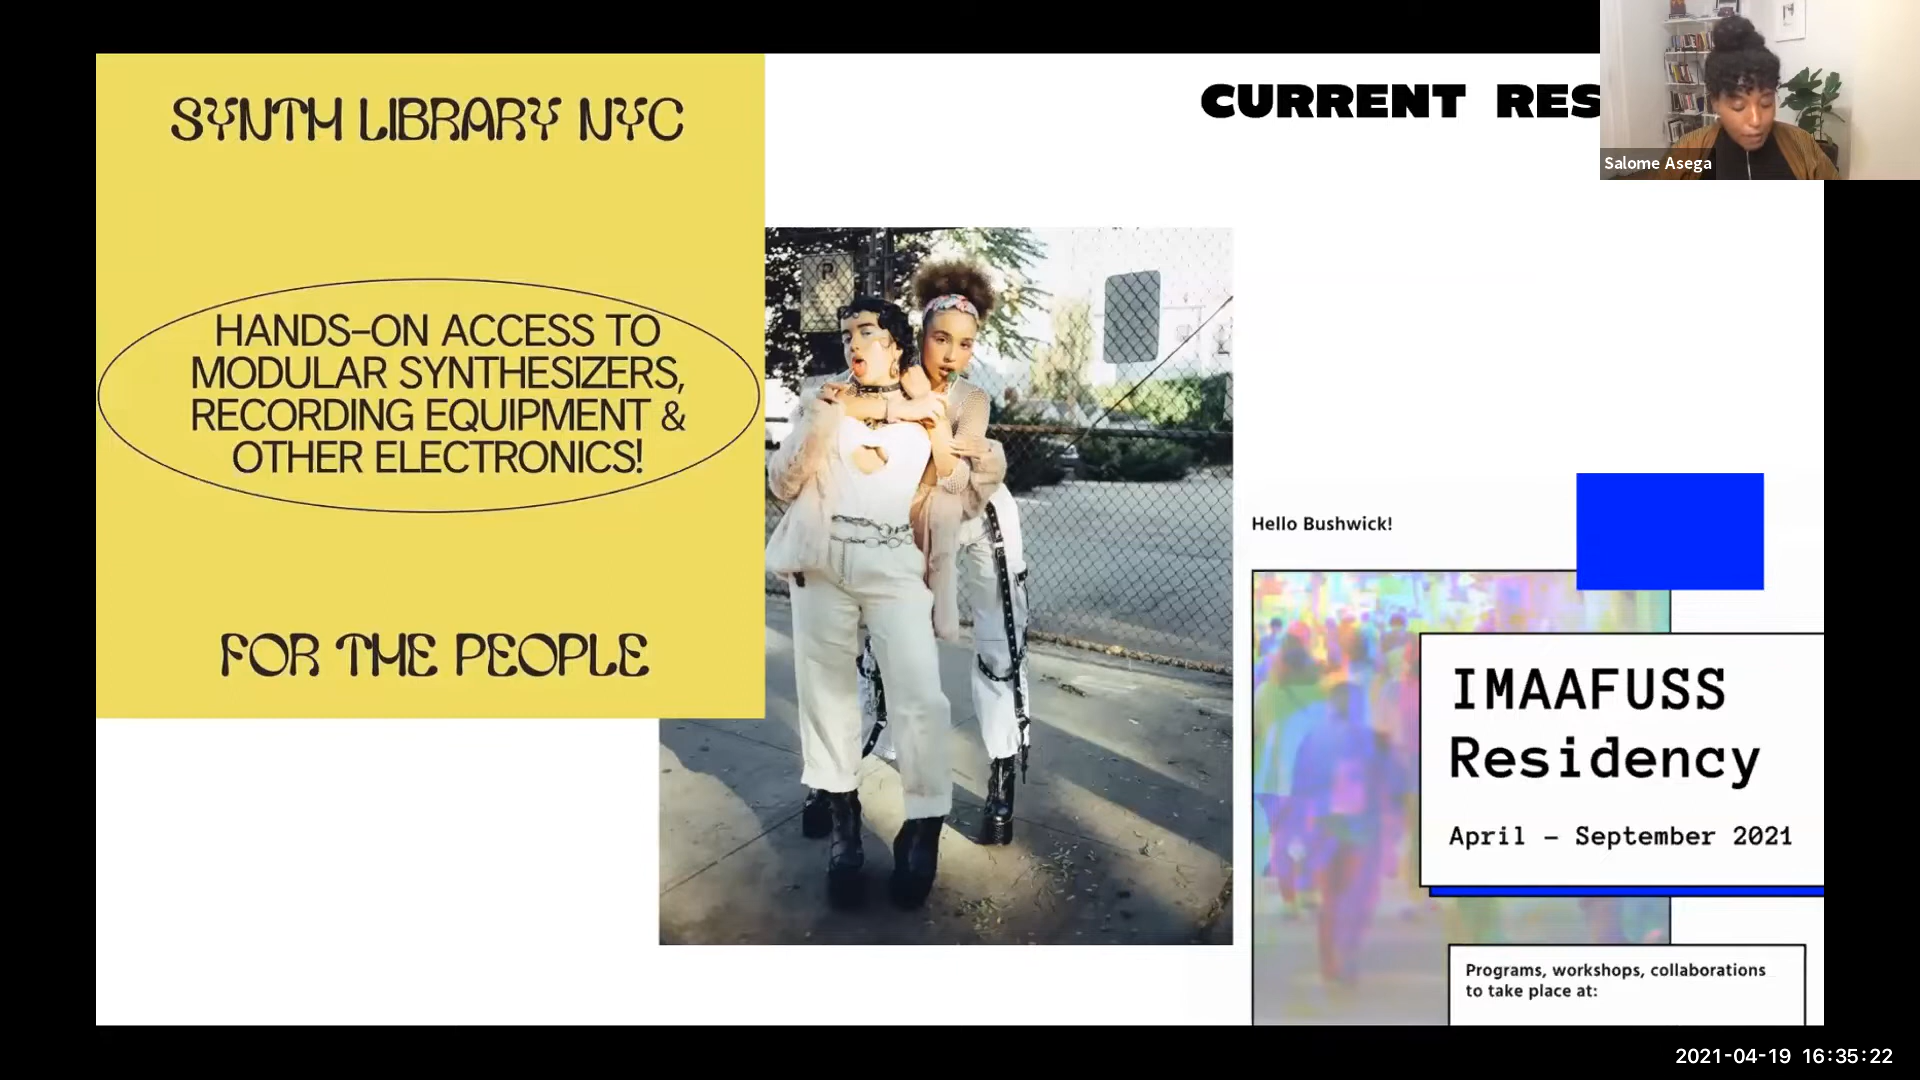 SYNTH LIBRARY NYC
HANDS-ON ACCESS TO
MODULAR SYNTHESIZERS,
RECORDING EQUIPMENT &
OTHER ELECTRONICS!
FOR THE PEOPLE
CURRENT RES
Salome Asega
P
Hello Bushwick!
IMAAFUSS
Residency
April – September 2021
Programs, workshops, collaborations
to take place at:
2021-04-19 16:35:22